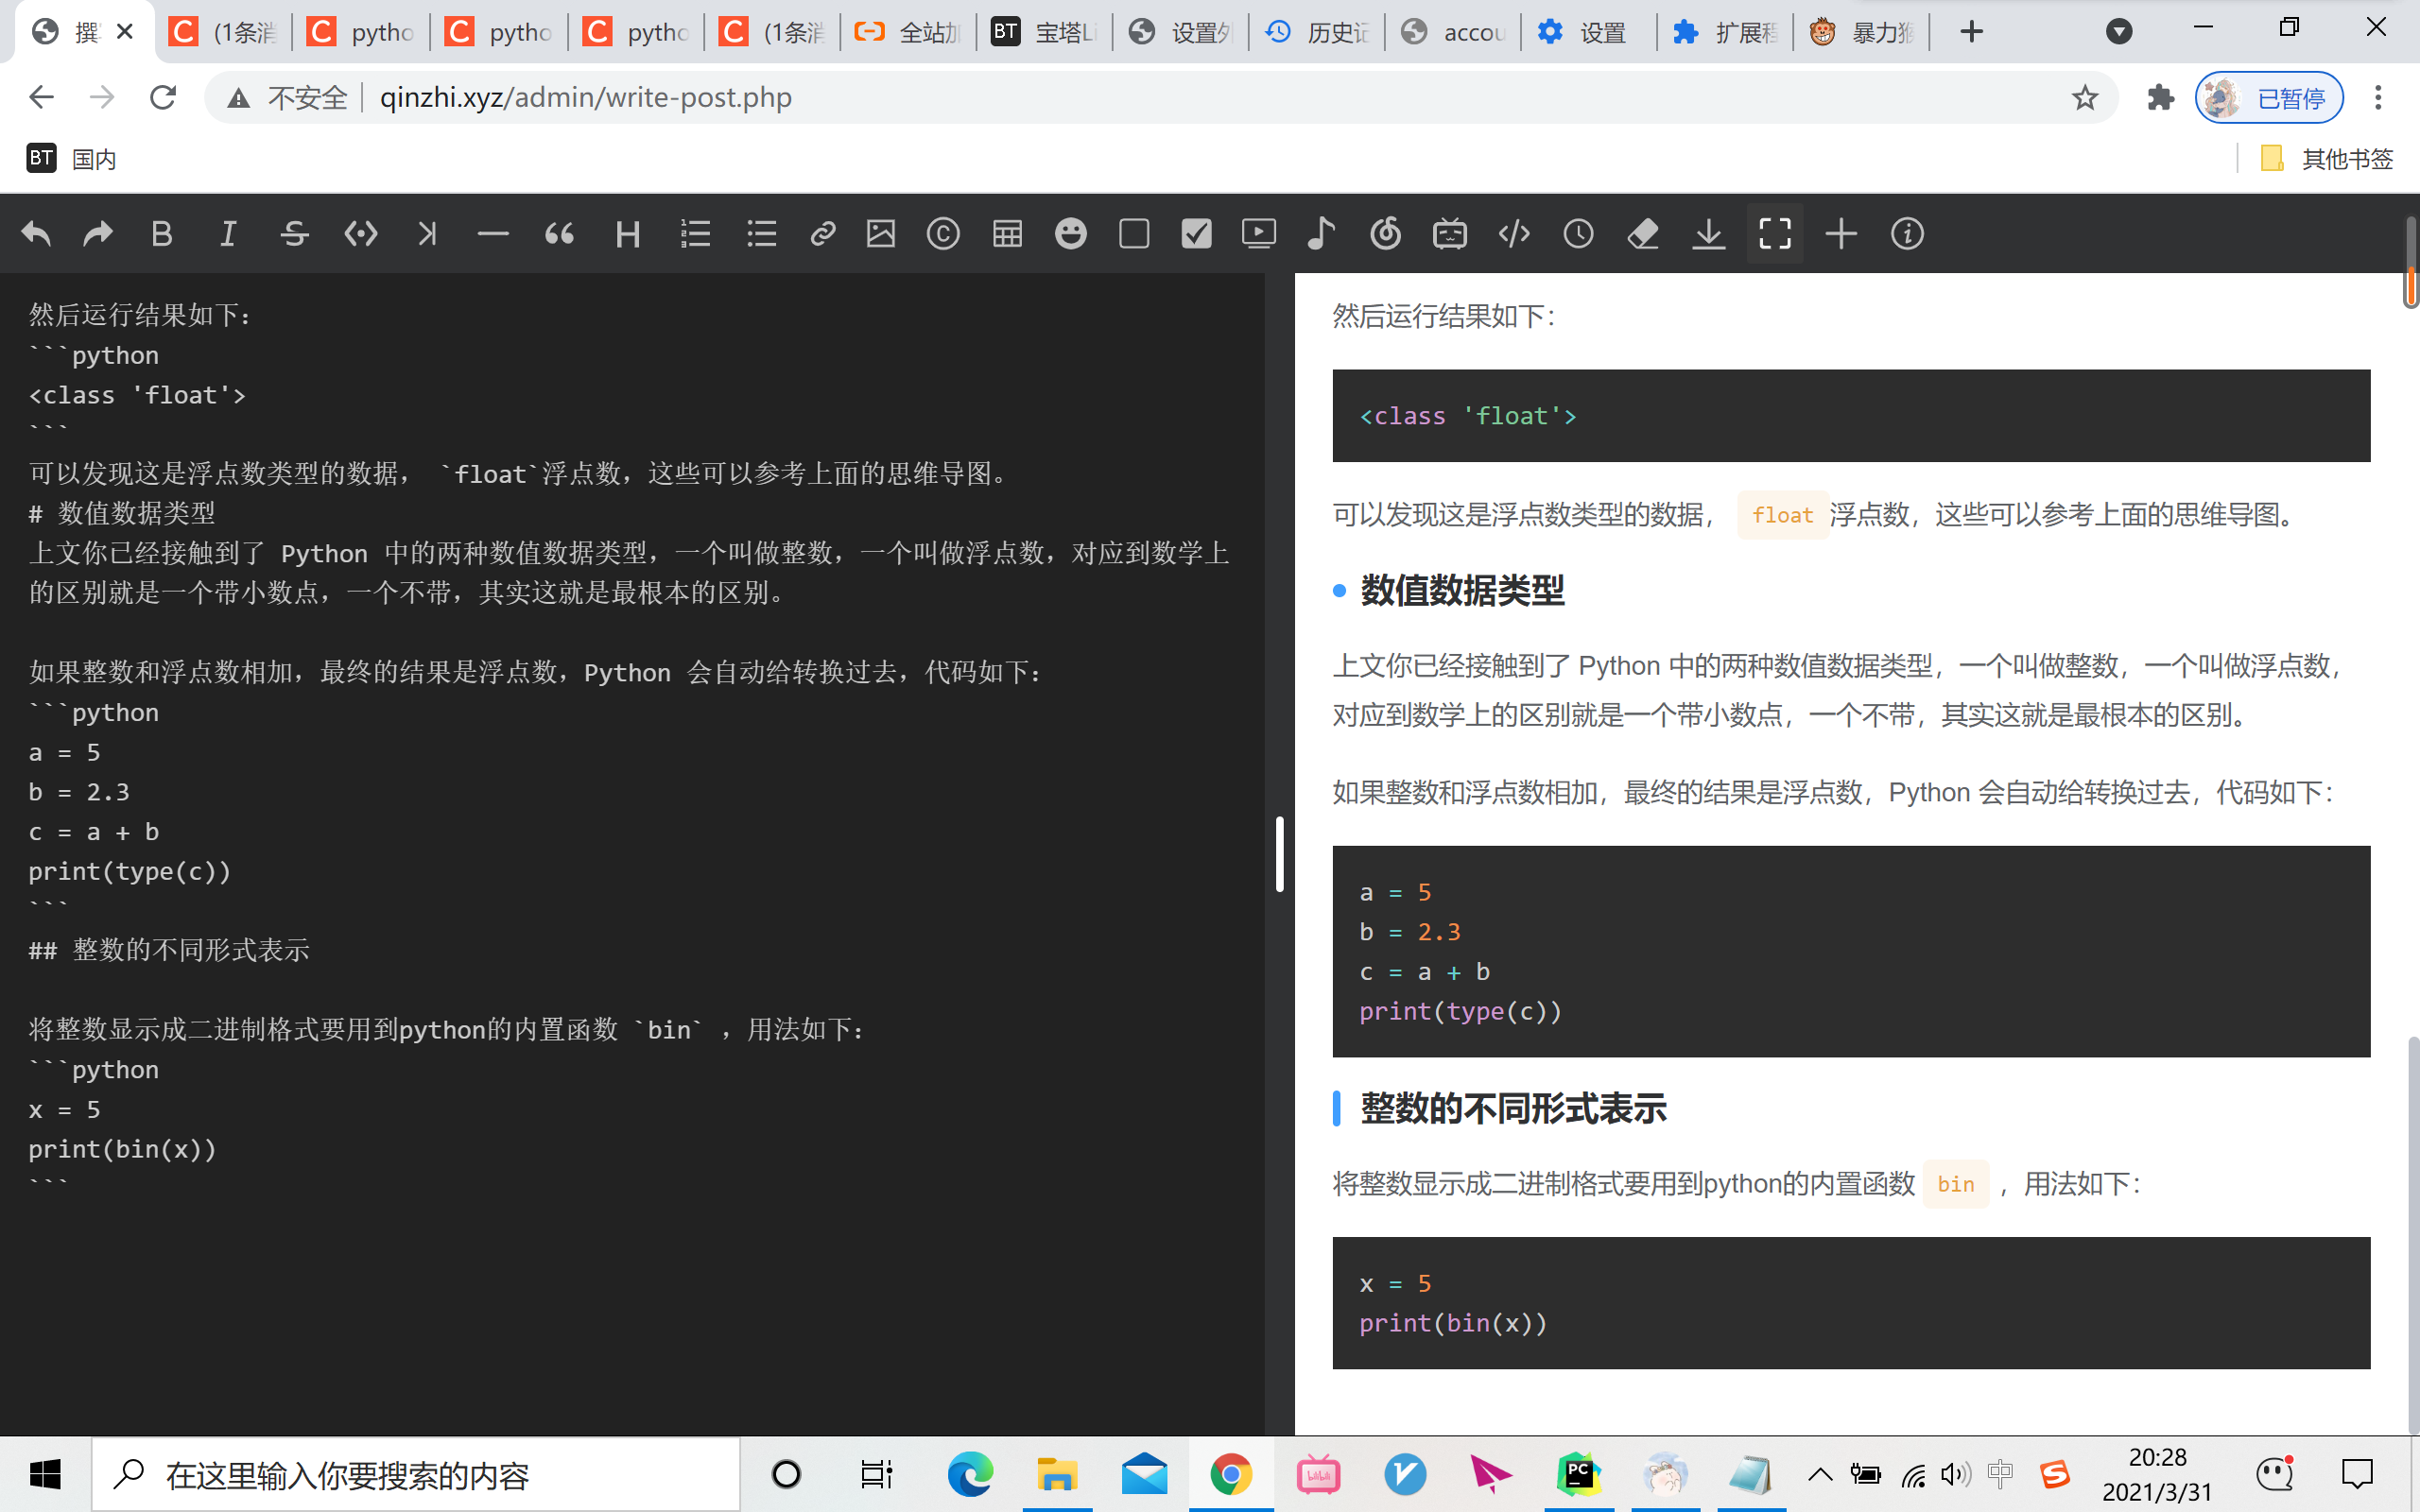 撰
(1条消
pytho
pytho
pytho
(1条消
全站加
BT 宝塔Li
设置外
历史记
accou
设置
扩展程
暴力猴
不安全 qinzhi.xyz/admin/write-post.php
已暂停
BT 国内
其他书签
然后运行结果如下：
```python
<class 'float'>
```
可以发现这是浮点数类型的数据， `float`浮点数，这些可以参考上面的思维导图。
# 数值数据类型
上文你已经接触到了 Python 中的两种数值数据类型，一个叫做整数，一个叫做浮点数，对应到数学上
的区别就是一个带小数点，一个不带，其实这就是最根本的区别。
如果整数和浮点数相加，最终的结果是浮点数，Python 会自动给转换过去，代码如下：
```python
a = 5
b = 2.3
c = a + b
print(type(c))
```
## 整数的不同形式表示
将整数显示成二进制格式要用到python的内置函数 `bin` ，用法如下：
```python
x = 5
print(bin(x))
```
然后运行结果如下：
<class 'float'>
可以发现这是浮点数类型的数据， float 浮点数，这些可以参考上面的思维导图。
数值数据类型
上文你已经接触到了 Python 中的两种数值数据类型，一个叫做整数，一个叫做浮点数，
对应到数学上的区别就是一个带小数点，一个不带，其实这就是最根本的区别。
如果整数和浮点数相加，最终的结果是浮点数，Python 会自动给转换过去，代码如下：
a = 5
b = 2.3
c = a + b
print(type(c))
整数的不同形式表示
将整数显示成二进制格式要用到python的内置函数 bin ，用法如下：
x = 5
print(bin(x))
在这里输入你要搜索的内容
bilibili
PC
中
20:28
2021/3/31